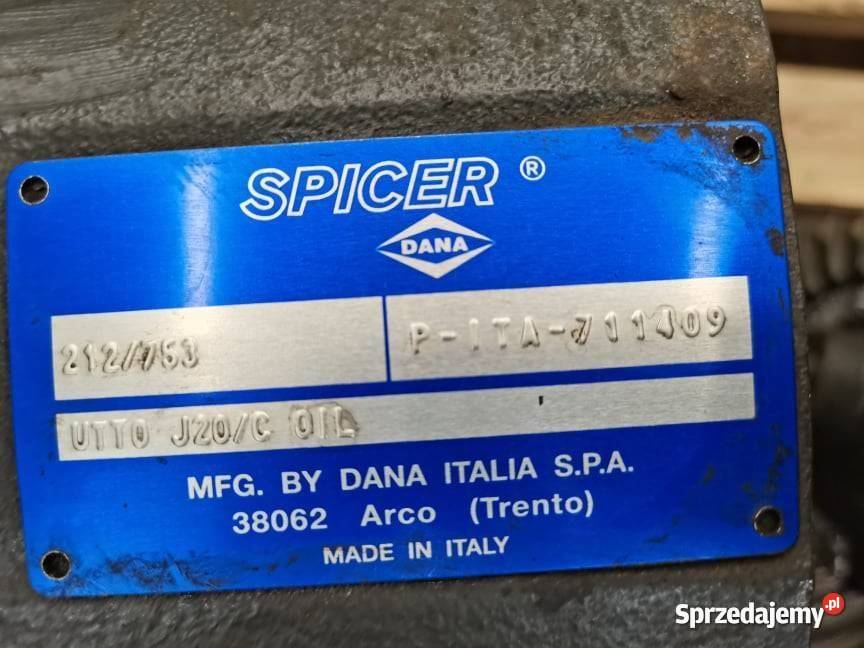 SPICER ®
DANA
212/753
P-ITA-711409
UTTO J20/C OIL
MFG. BY DANA ITALIA S.P.A.
38062 Arco (Trento)
MADE IN ITALY
Sprzedajemy.pl